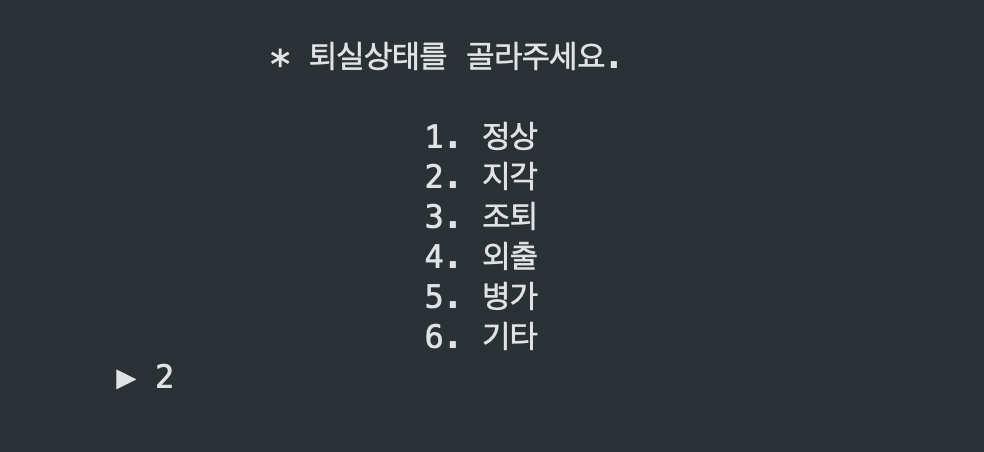 * 퇴실상태를 골라주세요.
1. 정상
2. 지각
3. 조퇴
4. 외출
5. 병가
6. 기타
▶ 2